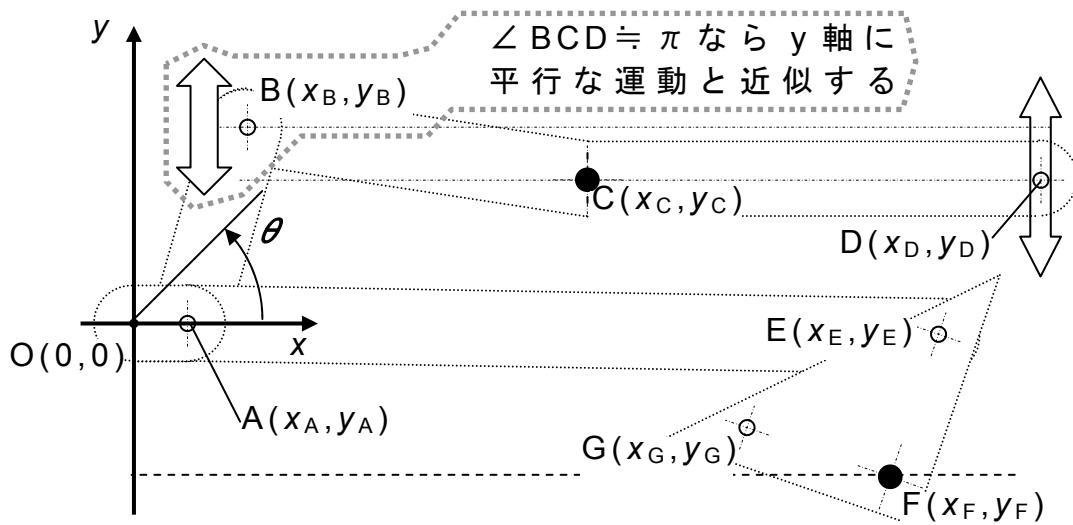 y
∠BCD≒πなら y 軸に
平行な運動と近似する
B(xB,yB)
C(xC,yC)
θ
D(xD,yD)
E(xE,yE)
x
O(0,0)
A(xA,yA)
G(xG,yG)
F(xF,yF)